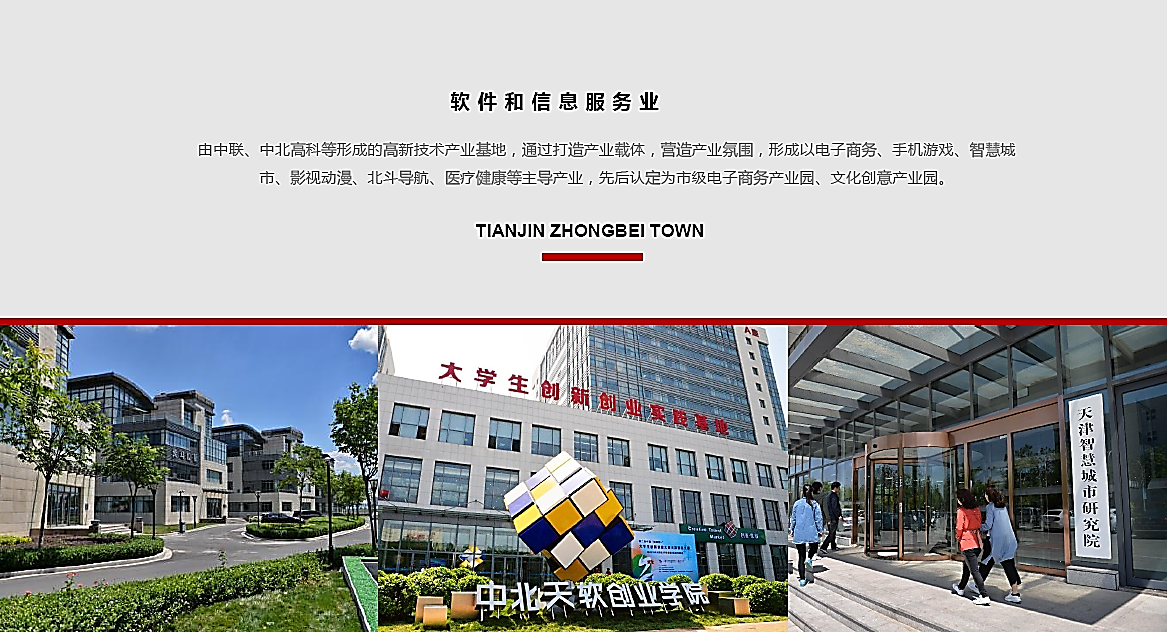 软件和信息服务业
由中联、中北高科等形成的高新技术产业基地，通过打造产业载体，营造产业氛围，形成以电子商务、手机游戏、智慧城
市、影视动漫、北斗导航、医疗健康等主导产业，先后认定为市级电子商务产业园、文化创意产业园。
TIANJIN ZHONGBEI TOWN
大学生创新创业实践基地
中北天软创业学院
天津智慧城市研究院